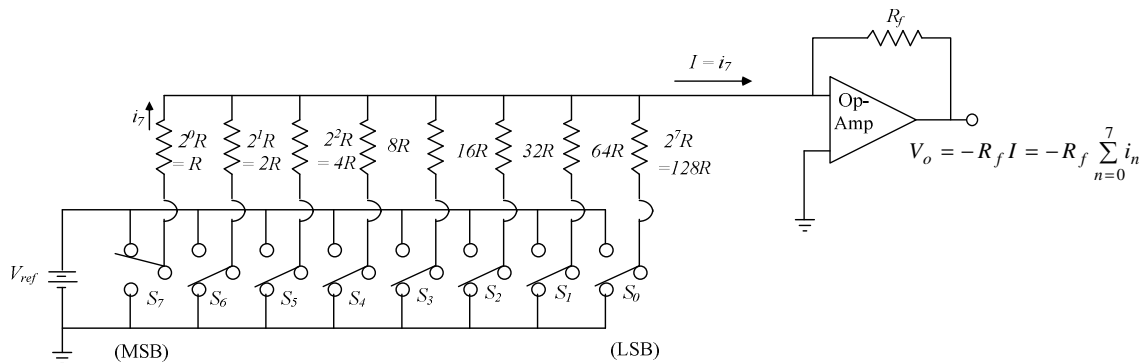 R_f
I = i_7
i_7
2^0R
= R
2^1R
= 2R
2^2R
= 4R
8R
16R
32R
64R
2^7R
=128R
Op-
Amp
V_o = −R_f I = −R_f \sum_{n=0}^{7} i_n
V_ref
S_7
S_6
S_5
S_4
S_3
S_2
S_1
S_0
(MSB)
(LSB)